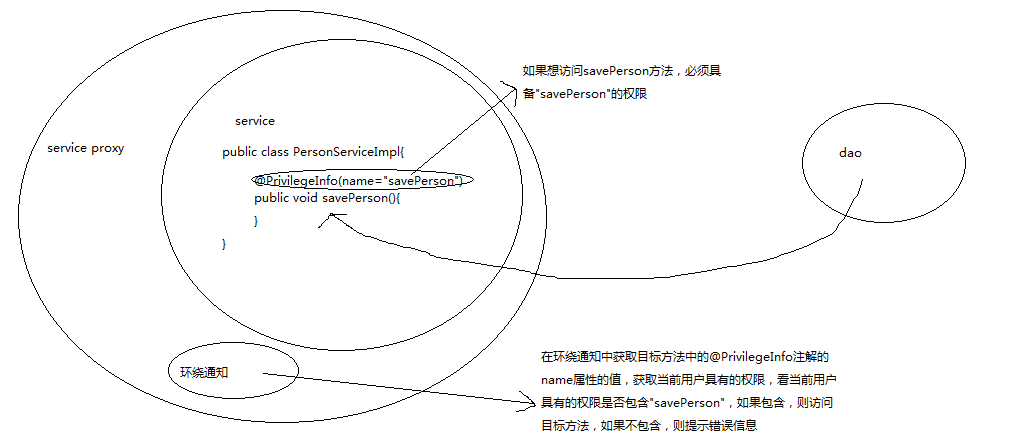 如果想访问savePerson方法，必须具
备"savePerson"的权限
service
service proxy
public class PersonServiceImpl{
dao
@PrivilegeInfo(name="savePerson")
public void savePerson(){
}
}
在环绕通知中获取目标方法中的@PrivilegeInfo注解的
name属性的值，获取当前用户具有的权限，看当前用户
具有的权限是否包含"savePerson"，如果包含，则访问
目标方法，如果不包含，则提示错误信息
环绕通知